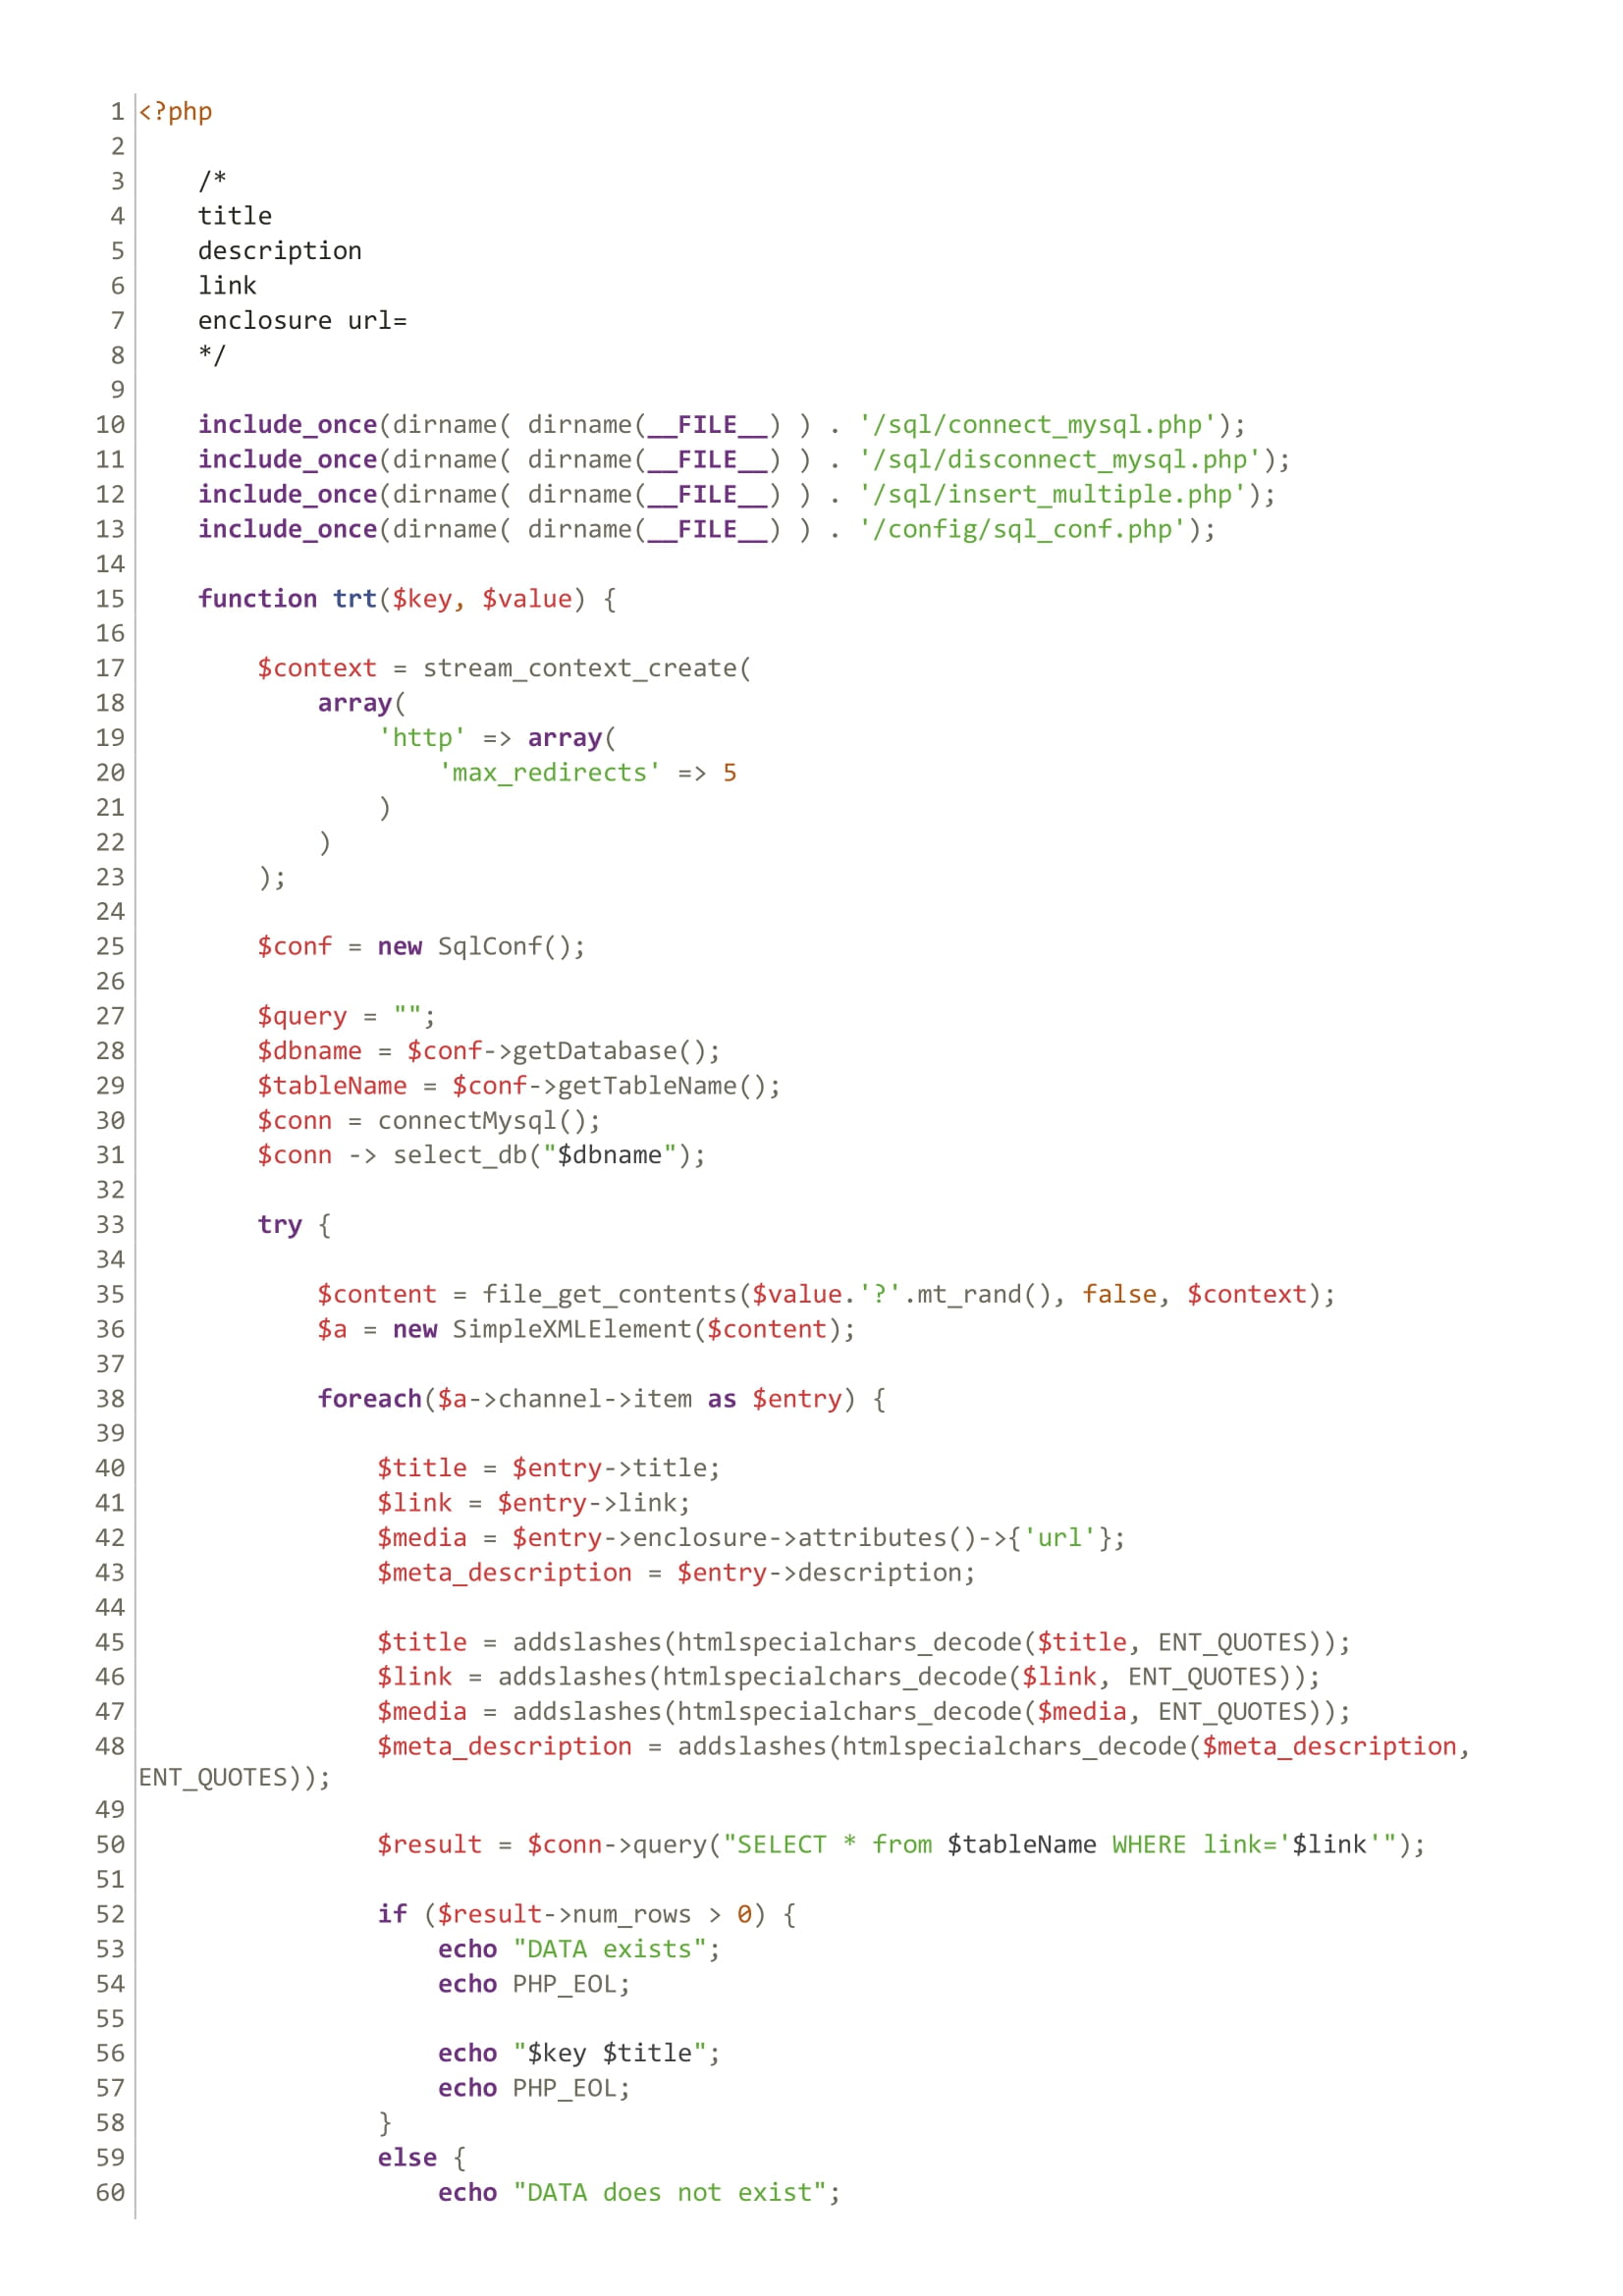 1 <?php
2
3     /*
4     title
5     description
6     link
7     enclosure url=
8     */
9
10     include_once(dirname( dirname(__FILE__) ) . '/sql/connect_mysql.php');
11     include_once(dirname( dirname(__FILE__) ) . '/sql/disconnect_mysql.php');
12     include_once(dirname( dirname(__FILE__) ) . '/sql/insert_multiple.php');
13     include_once(dirname( dirname(__FILE__) ) . '/config/sql_conf.php');
14
15     function trt($key, $value) {
16
17         $context = stream_context_create(
18             array(
19                 'http' => array(
20                     'max_redirects' => 5
21                 )
22             )
23         );
24
25         $conf = new SqlConf();
26
27         $query = "";
28         $dbname = $conf->getDatabase();
29         $tableName = $conf->getTableName();
30         $conn = connectMysql();
31         $conn -> select_db("$dbname");
32
33         try {
34
35             $content = file_get_contents($value.'?'.mt_rand(), false, $context);
36             $a = new SimpleXMLElement($content);
37
38             foreach($a->channel->item as $entry) {
39
40                 $title = $entry->title;
41                 $link = $entry->link;
42                 $media = $entry->enclosure->attributes()->{'url'};
43                 $meta_description = $entry->description;
44
45                 $title = addslashes(htmlspecialchars_decode($title, ENT_QUOTES));
46                 $link = addslashes(htmlspecialchars_decode($link, ENT_QUOTES));
47                 $media = addslashes(htmlspecialchars_decode($media, ENT_QUOTES));
48                 $meta_description = addslashes(htmlspecialchars_decode($meta_description,
ENT_QUOTES));
49
50                 $result = $conn->query("SELECT * from $tableName WHERE link='$link'");
51
52                 if ($result->num_rows > 0) {
53                     echo "DATA exists";
54                     echo PHP_EOL;
55
56                     echo "$key $title";
57                     echo PHP_EOL;
58                 }
59                 else {
60                     echo "DATA does not exist";